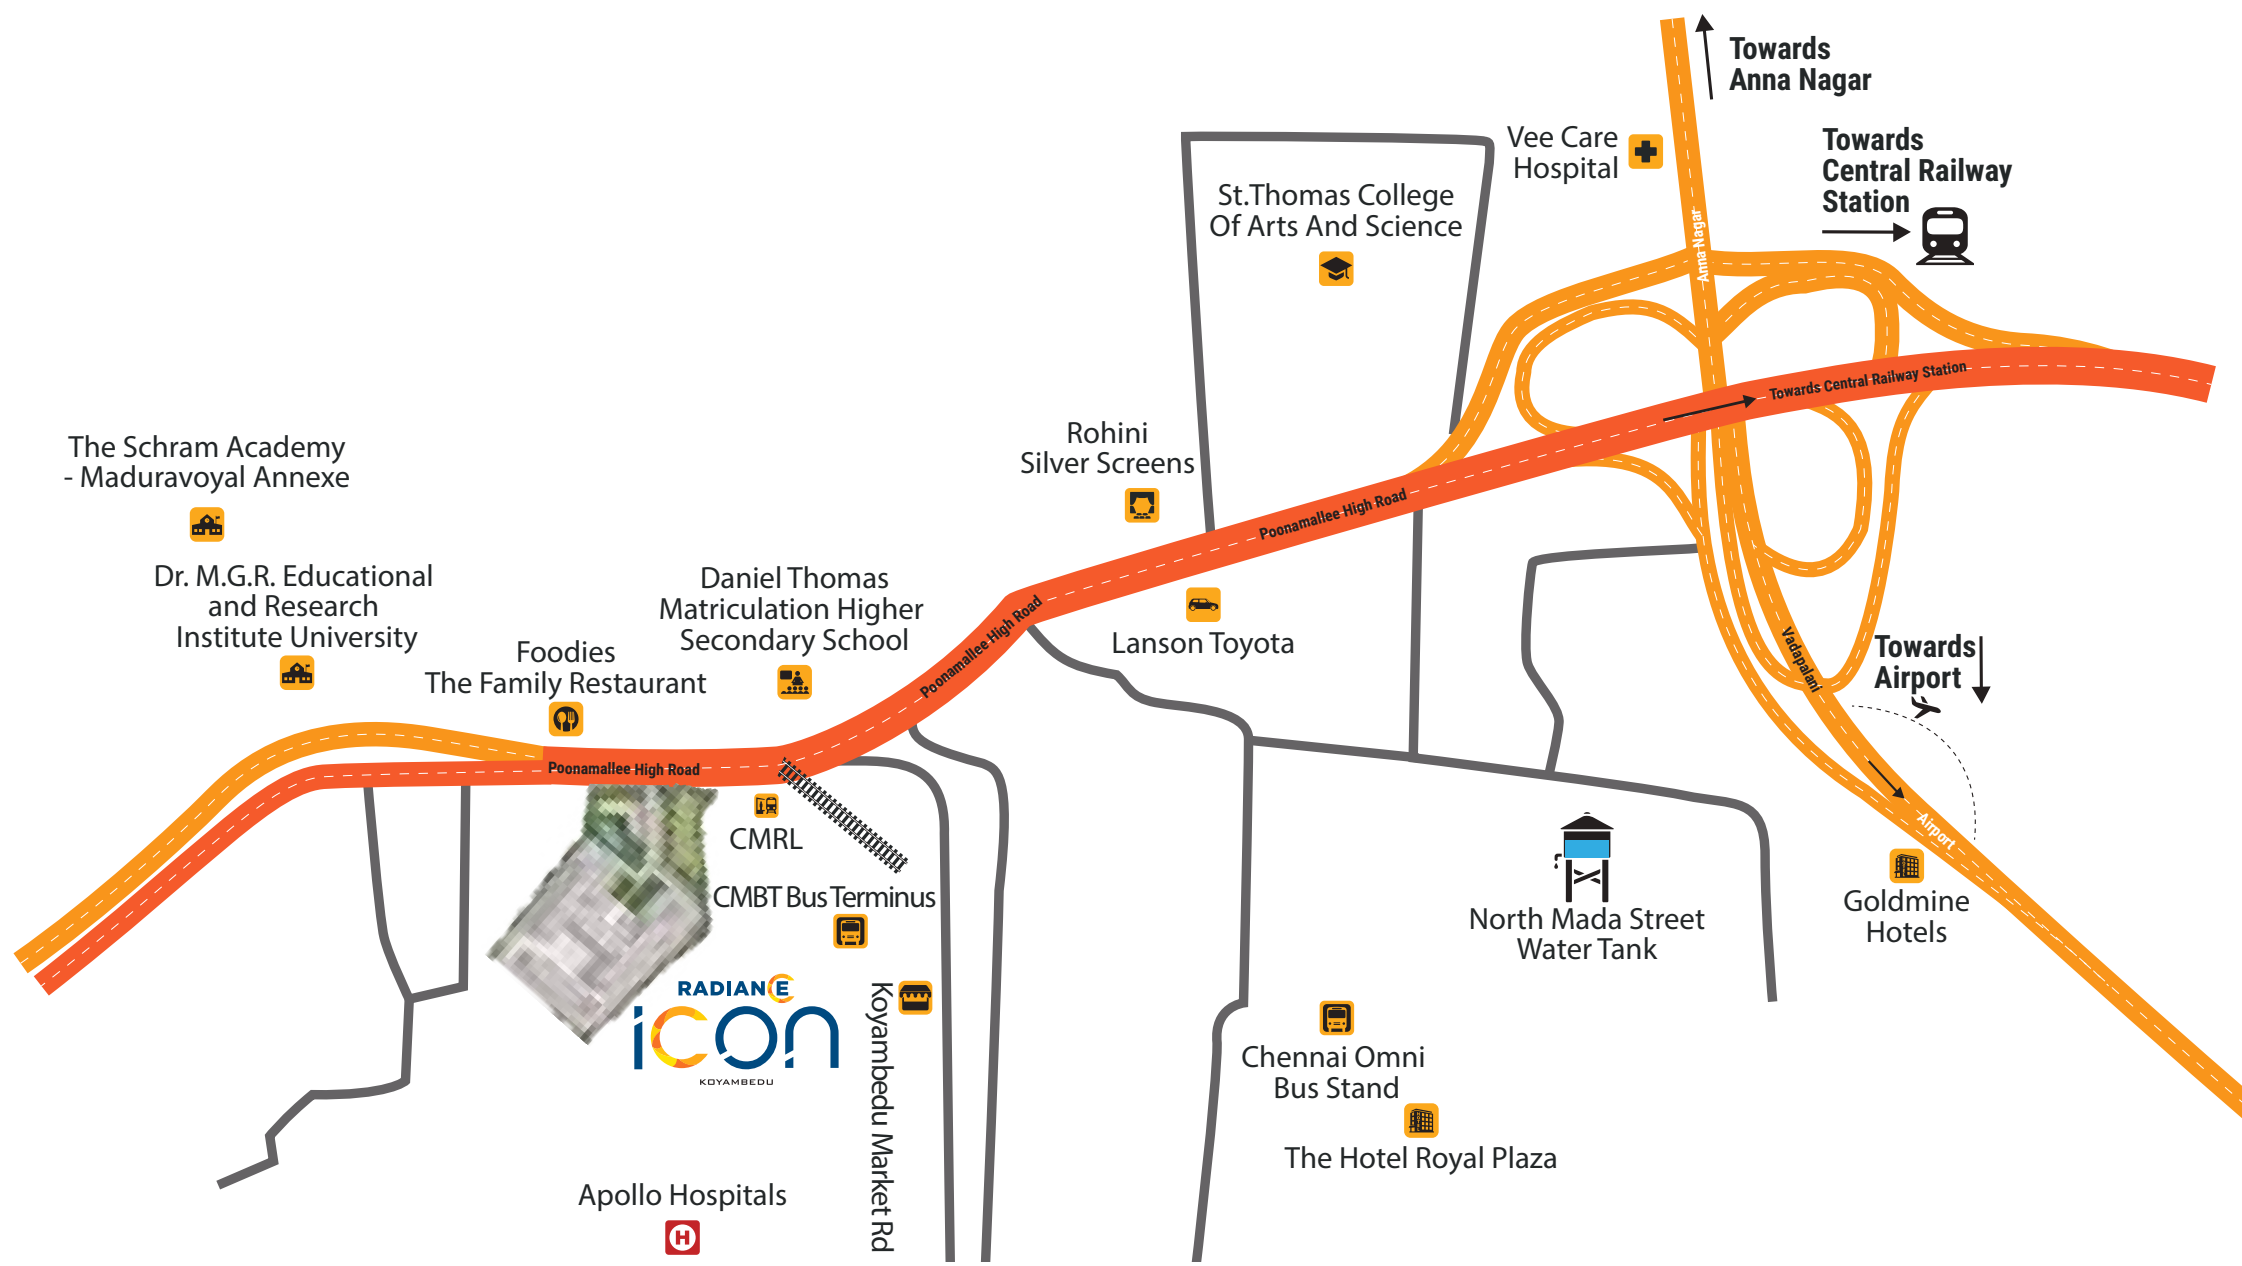 Towards
Anna Nagar
Vee Care
Hospital
Towards
Central Railway
Station
St.Thomas College
Of Arts And Science
Anna Nagar
Towards Central Railway Station
Rohini
Silver Screens
The Schram Academy
- Maduravoyal Annexe
Poonamallee High Road
Dr. M.G.R. Educational
and Research
Institute University
Daniel Thomas
Matriculation Higher
Secondary School
Foodies
The Family Restaurant
Poonamallee High Road
Lanson Toyota
Vadapalani
Towards
Airport
Poonamallee High Road
CMRL
Airport
CMBT Bus Terminus
North Mada Street
Water Tank
Goldmine
Hotels
RADIANCE
icon
KOYAMBEDU
Koyambedu Market Rd
Chennai Omni
Bus Stand
The Hotel Royal Plaza
Apollo Hospitals
H